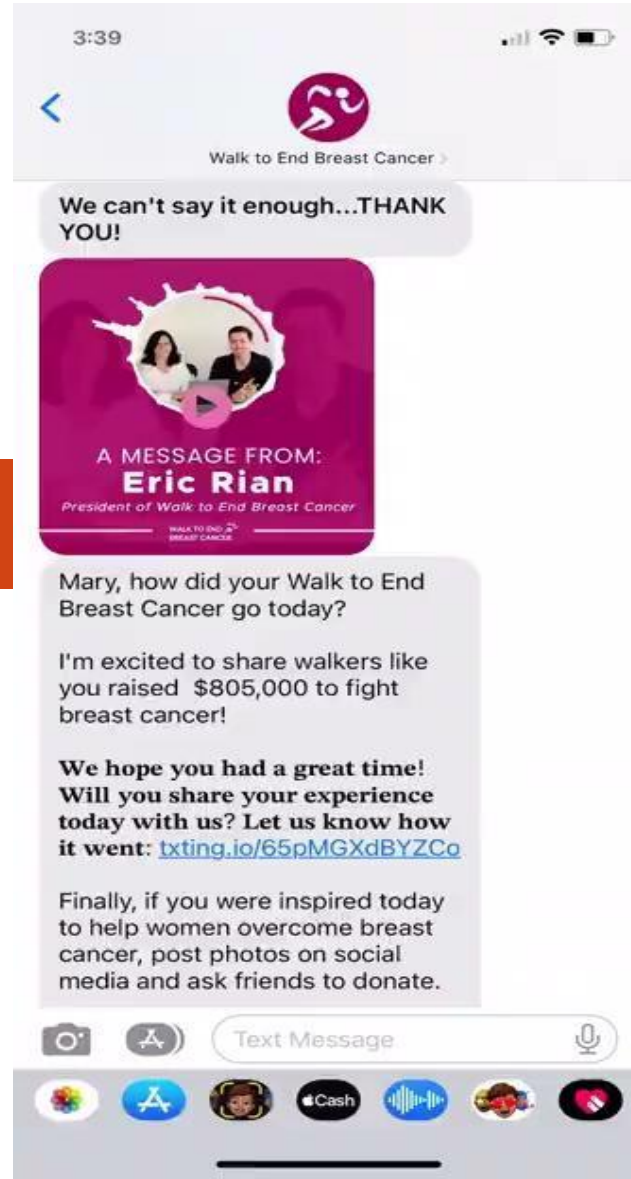 3:39
Walk to End Breast Cancer
We can't say it enough...THANK
YOU!
A MESSAGE FROM:
Eric Rian
President of Walk to End Breast Cancer
WALK TO END
BREAST CANCER
Mary, how did your Walk to End
Breast Cancer go today?
I'm excited to share walkers like
you raised  $805,000 to fight
breast cancer!
We hope you had a great time!
Will you share your experience
today with us? Let us know how
it went: txting.io/65pMGXdBYZCo
Finally, if you were inspired today
to help women overcome breast
cancer, post photos on social
media and ask friends to donate.
Text Message
Cash